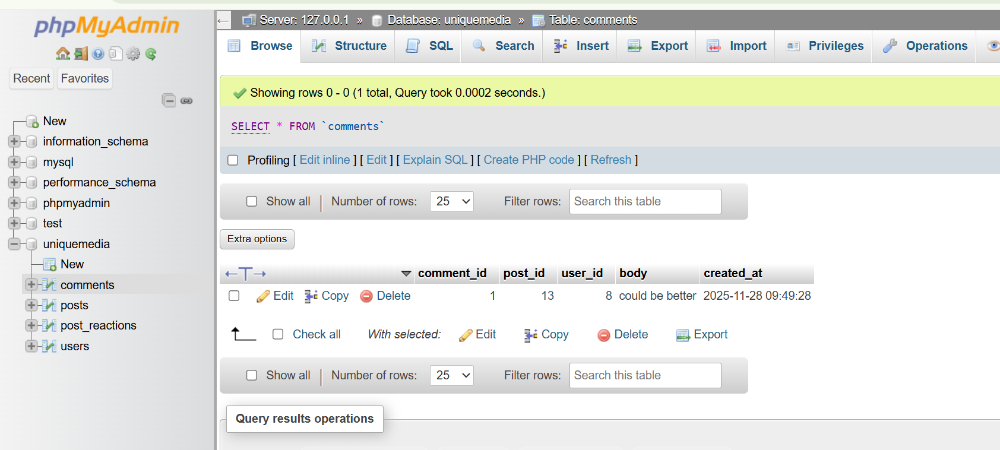 phpMyAdmin
Recent Favorites
New
information_schema
mysql
performance_schema
phpmyadmin
test
uniquemedia
New
comments
posts
post_reactions
users
Server: 127.0.0.1 » Database: uniquemedia » Table: comments
Browse Structure SQL Search Insert Export Import Privileges Operations
Showing rows 0 - 0 (1 total, Query took 0.0002 seconds.)
SELECT * FROM `comments`
Profiling [ Edit inline ] [ Edit ] [ Explain SQL ] [ Create PHP code ] [ Refresh ]
Show all | Number of rows: 25 Filter rows: Search this table
Extra options
←T→ comment_id post_id user_id body created_at
Edit Copy Delete 1 13 8 could be better 2025-11-28 09:49:28
Check all With selected: Edit Copy Delete Export
Show all | Number of rows: 25 Filter rows: Search this table
Query results operations